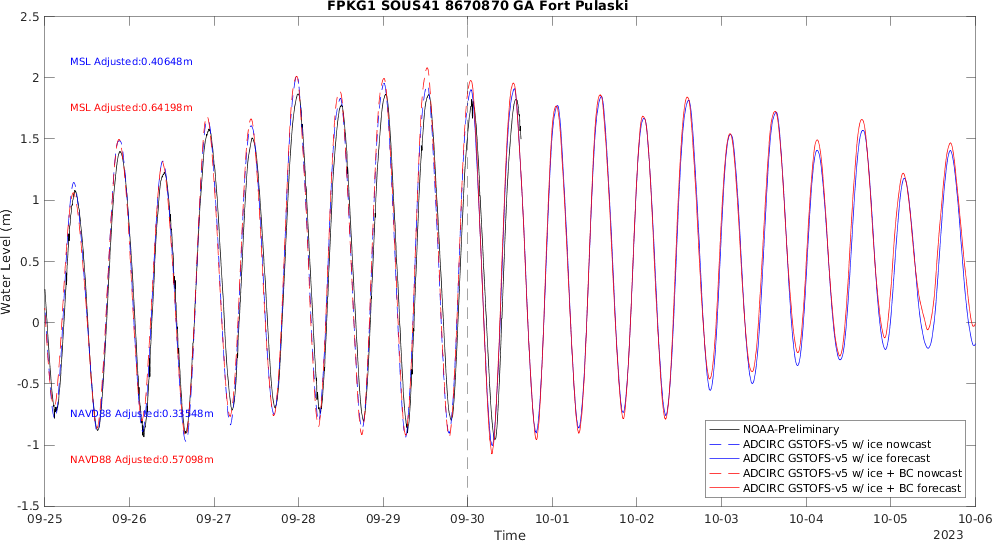 FPKG1 SOUS41 8670870 GA Fort Pulaski
2.5
2
1.5
1
0.5
0
-0.5
-1
-1.5
Water Level (m)
MSL Adjusted:0.40648m
MSL Adjusted:0.64198m
NAVD88 Adjusted:0.33548m
NAVD88 Adjusted:0.57098m
NOAA-Preliminary
ADCIRC GSTOFS-v5 w/ ice nowcast
ADCIRC GSTOFS-v5 w/ ice forecast
ADCIRC GSTOFS-v5 w/ ice + BC nowcast
ADCIRC GSTOFS-v5 w/ ice + BC forecast
09-25 09-26 09-27 09-28 09-29 09-30 10-01 10-02 10-03 10-04 10-05 10-06
Time
2023